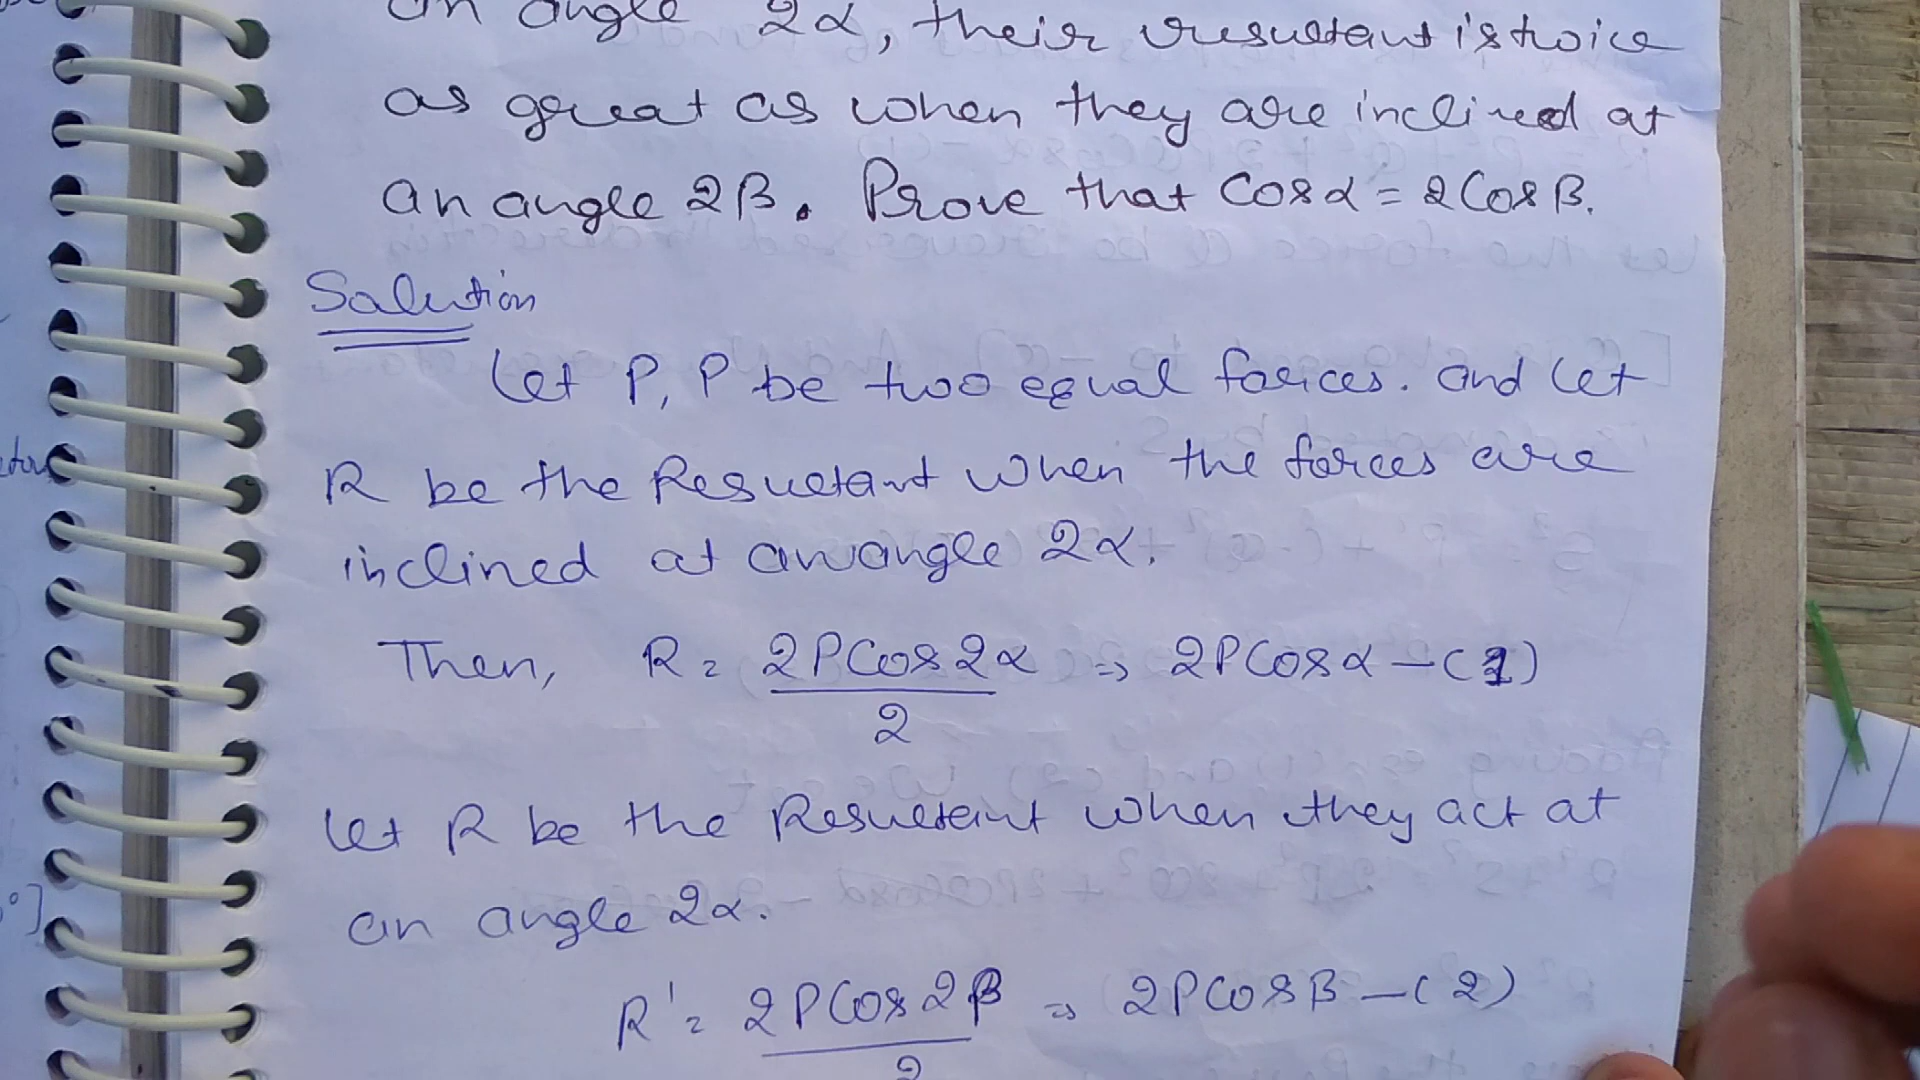 an angle 2α, their resultant is twice
as great as when they are inclined at
an angle 2β. Prove that Cosα = 2Cosβ.
Solution
Let P, P be two equal forces. and let
R be the Resultant when the forces are
inclined at an angle 2α.
Then, R = 2PCos2α/2 => 2PCosα —(1)
let R be the Resultant when they act at
an angle 2α.
R' = 2PCos2β/2 => 2PCosβ —(2)